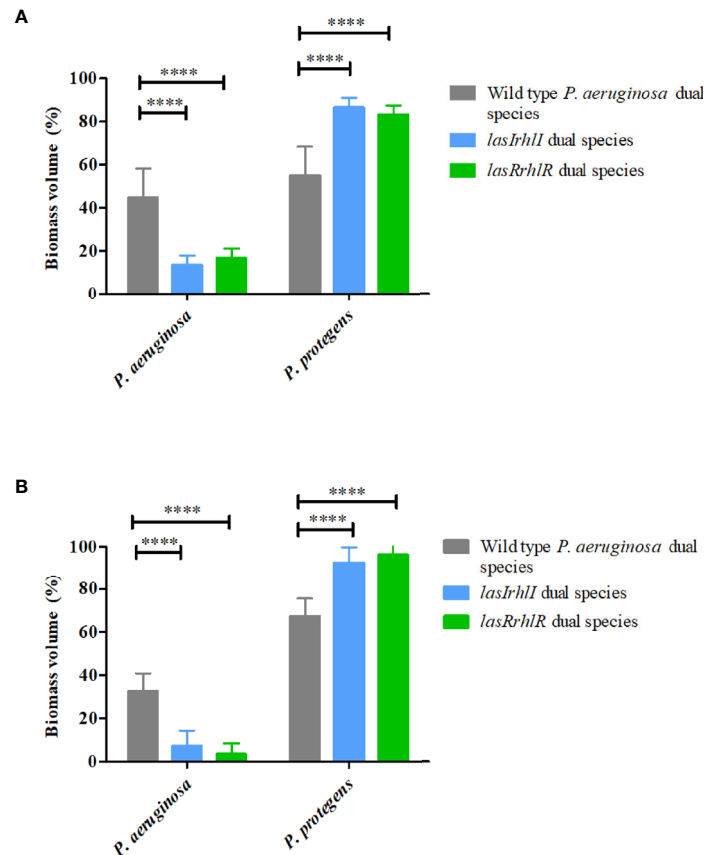 A
****
****
****
****
100
80
60
40
20
0
Biomass volume (%)
P. aeruginosa
P. protegens
Wild type P. aeruginosa dual
species
lasIrhlI dual species
lasRrhlR dual species
B
****
****
****
****
100
80
60
40
20
0
Biomass volume (%)
P. aeruginosa
P. protegens
Wild type P. aeruginosa dual
species
lasIrhlI dual species
lasRrhlR dual species